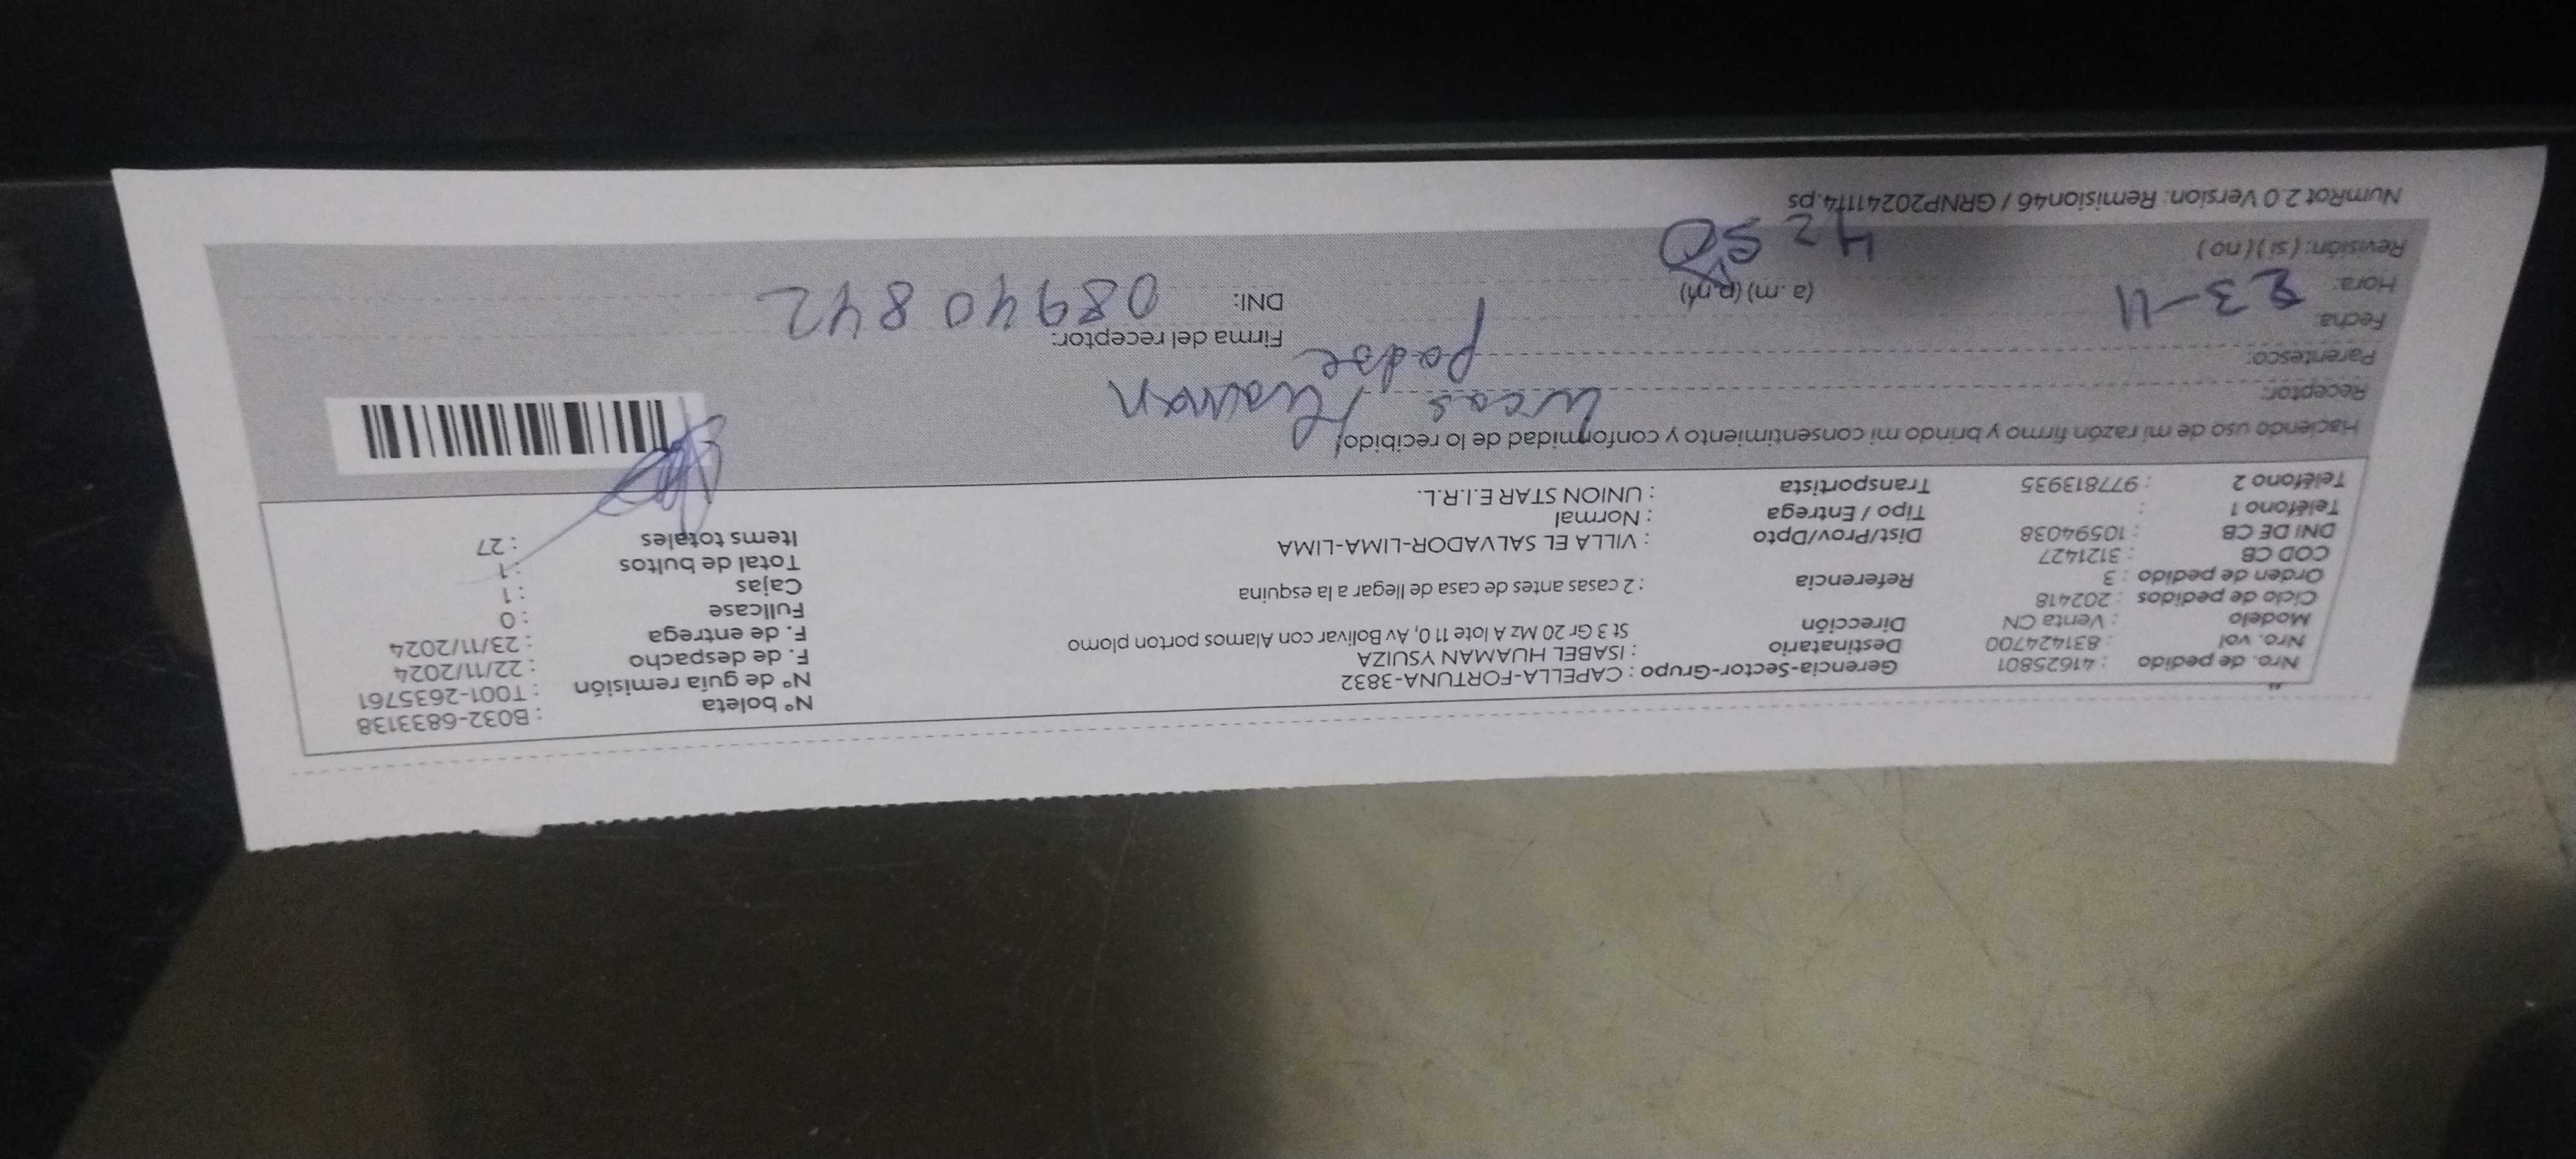 Nro. de pedido : 41625801 Gerencia-Sector-Grupo : CAPELLA-FORTUNA-3832 N° boleta : B032-6833138
Nro. vol : 831424700 Destinatario : ISABEL HUAMAN YSUIZA N° de guía remisión : T001-2635761
Modelo : Venta CN Dirección St 3 Gr 20 Mz A lote 11 0, Av Bolivar con Alamos porton plomo F. de despacho : 22/11/2024
Ciclo de pedidos : 202418 F. de entrega : 23/11/2024
Orden de pedido : 3 Referencia : 2 casas antes de casa de llegar a la esquina Fullcase : 0
COD CB : 3121427 Cajas : 1
DNI DE CB : 10594038 Dist/Prov/Dpto : VILLA EL SALVADOR-LIMA-LIMA Total de bultos : 1
Teléfono 1 : Tipo / Entrega : Normal Items totales : 27
Teléfono 2 : 977813935 Transportista : UNION STAR E.I.R.L.
Haciendo uso de mi razón firmo y brindo mi consentimiento y conformidad de lo recibido:
Receptor: Lucas Huaman
Parentesco: padre Firma del receptor:
Fecha: 23-11 DNI: 08940842
Hora: (a.m) (p.m)
Revisión: ( si ) ( no )
NumRot 2.0 Version: Remision46 / GRNP20241114.ps